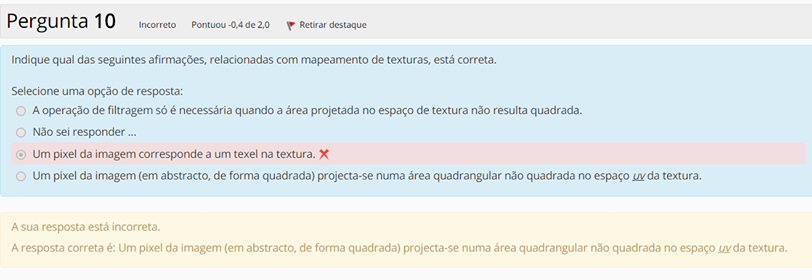 Pergunta 10 Incorreto Pontuou -0,4 de 2,0 Retirar destaque
Indique qual das seguintes afirmações, relacionadas com mapeamento de texturas, está correta.
Selecione uma opção de resposta:
A operação de filtragem só é necessária quando a área projetada no espaço de textura não resulta quadrada.
Não sei responder ...
Um pixel da imagem corresponde a um texel na textura.
Um pixel da imagem (em abstracto, de forma quadrada) projecta-se numa área quadrangular não quadrada no espaço uv da textura.
A sua resposta está incorreta.
A resposta correta é: Um pixel da imagem (em abstracto, de forma quadrada) projecta-se numa área quadrangular não quadrada no espaço uv da textura.